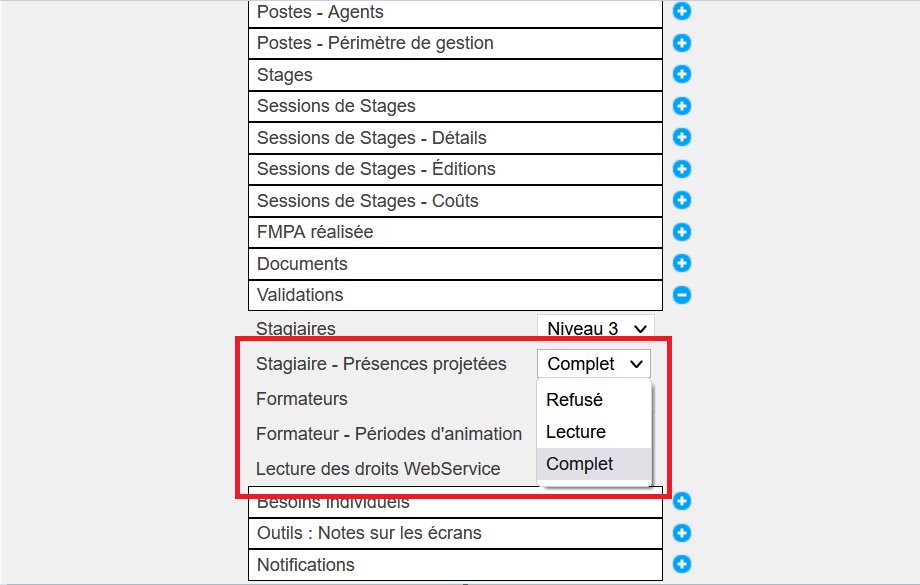 Postes - Agents
Postes - Périmètre de gestion
Stages
Sessions de Stages
Sessions de Stages - Détails
Sessions de Stages - Éditions
Sessions de Stages - Coûts
FMPA réalisée
Documents
Validations
Stagiaires Niveau 3
Stagiaire - Présences projetées Complet
Formateurs Refusé
Formateur - Périodes d'animation Lecture
Lecture des droits WebService Complet
Besoins individuels
Outils : Notes sur les écrans
Notifications